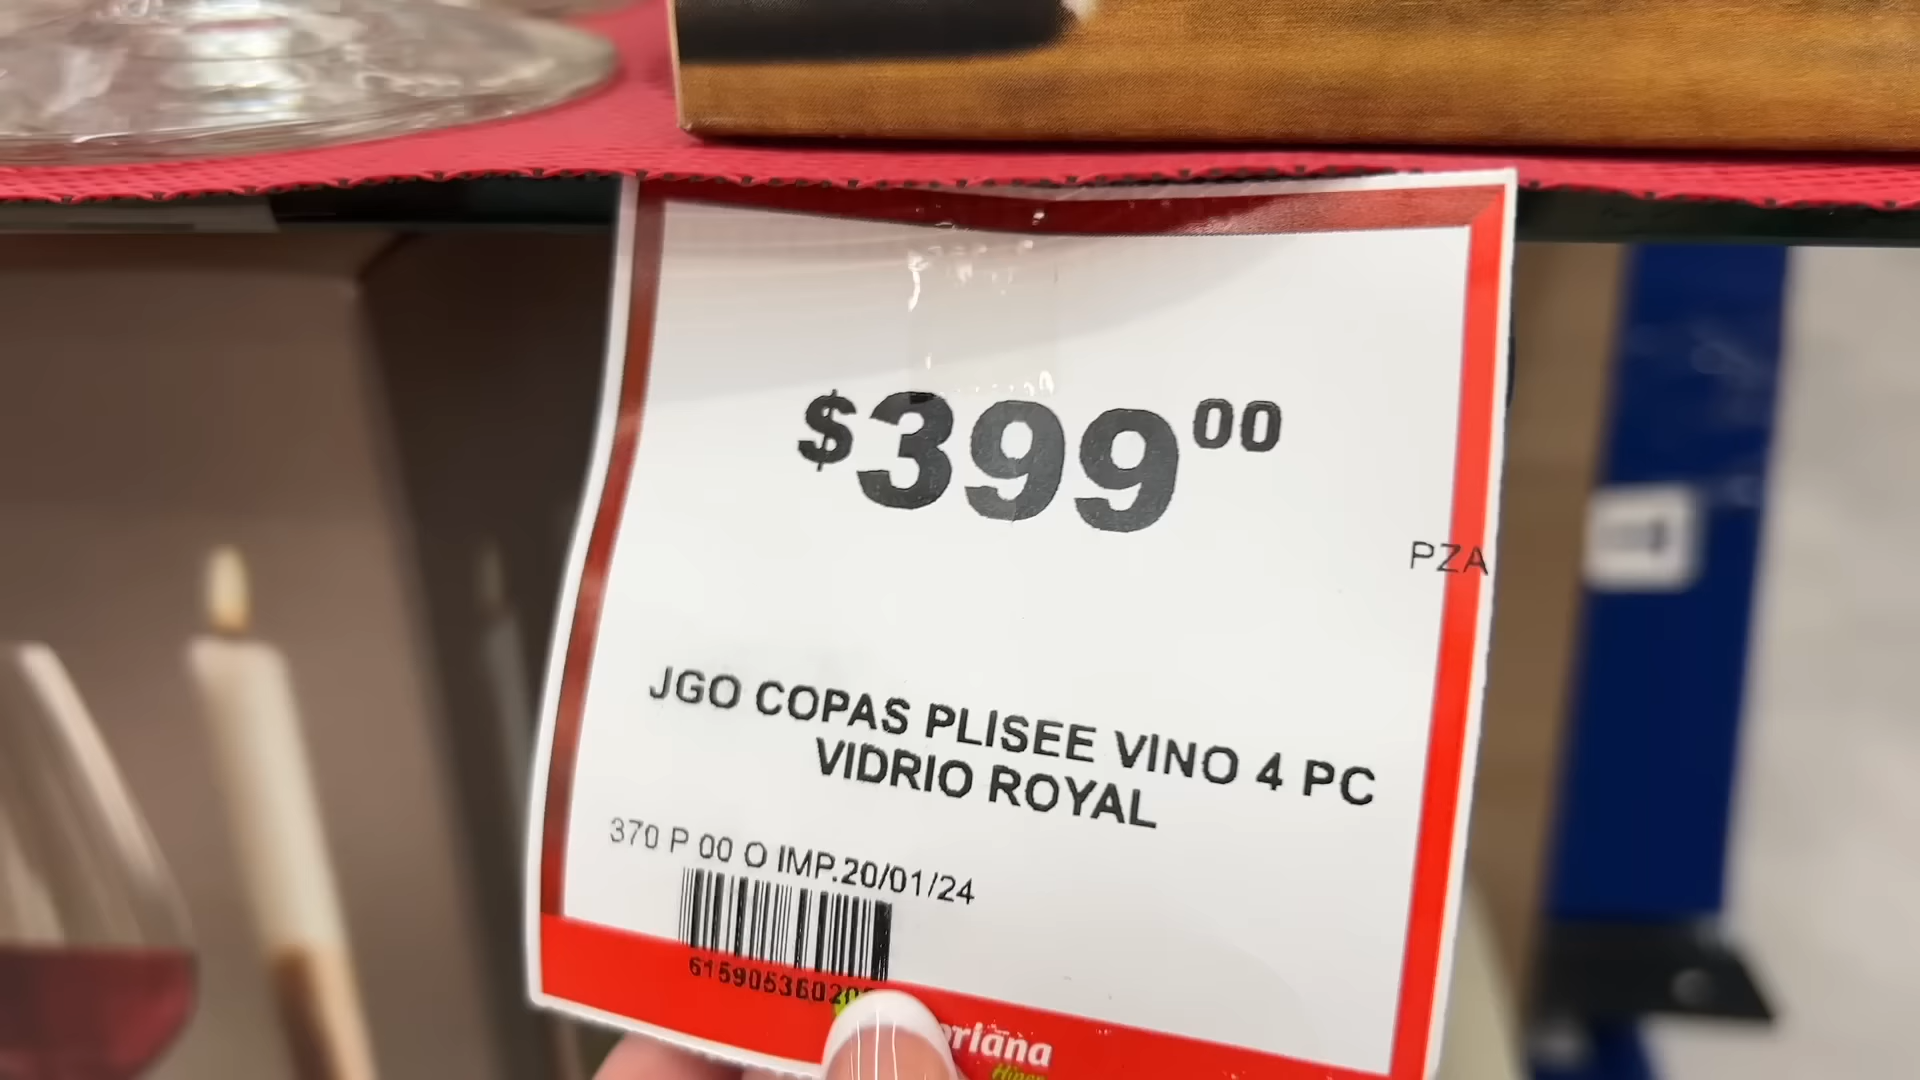 $399 00
PZA
JGO COPAS PLISEE VINO 4 PC
VIDRIO ROYAL
370 P 00 O IMP.20/01/24